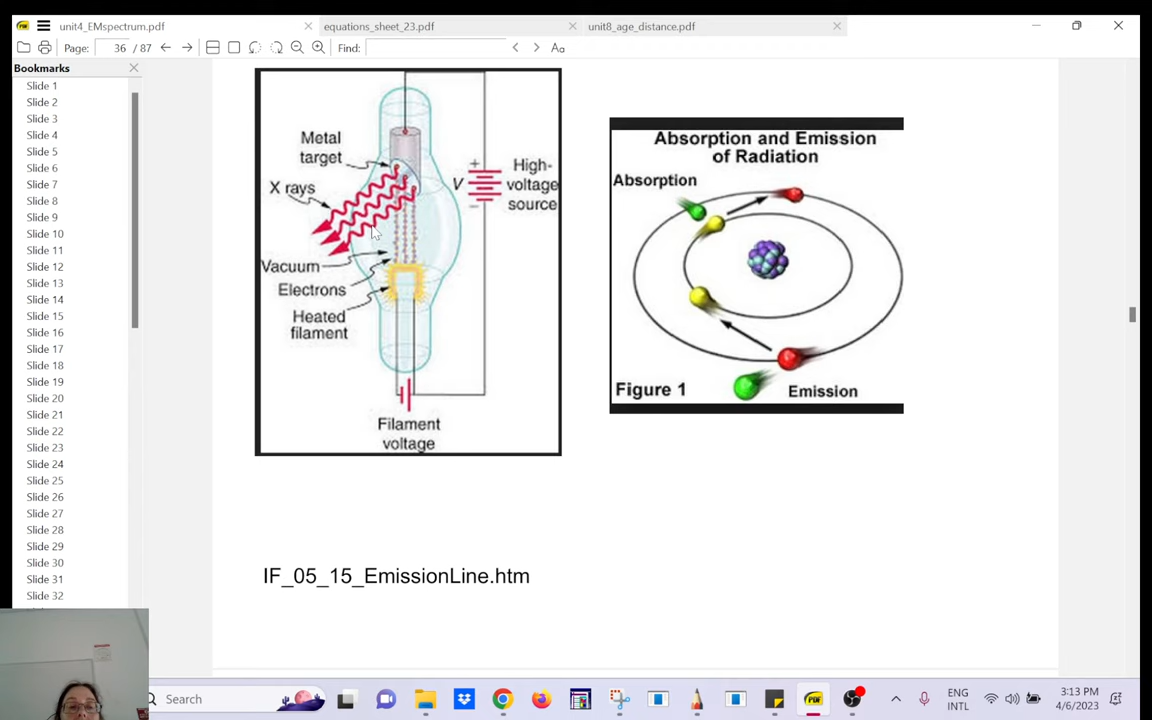 unit4_EMspectrum.pdf
equations_sheet_23.pdf
unit8_age_distance.pdf
Page: 36 / 87
Find:
Aa
Bookmarks
Slide 1
Slide 2
Slide 3
Slide 4
Slide 5
Slide 6
Slide 7
Slide 8
Slide 9
Slide 10
Slide 11
Slide 12
Slide 13
Slide 14
Slide 15
Slide 16
Slide 17
Slide 18
Slide 19
Slide 20
Slide 21
Slide 22
Slide 23
Slide 24
Slide 25
Slide 26
Slide 27
Slide 28
Slide 29
Slide 30
Slide 31
Slide 32
Metal
target
X rays
Vacuum
Electrons
Heated
filament
+
V
−
High-
voltage
source
Filament
voltage
Absorption and Emission
of Radiation
Absorption
Figure 1
Emission
IF_05_15_EmissionLine.htm
Search
PDF
ENG
INTL
3:13 PM
4/6/2023